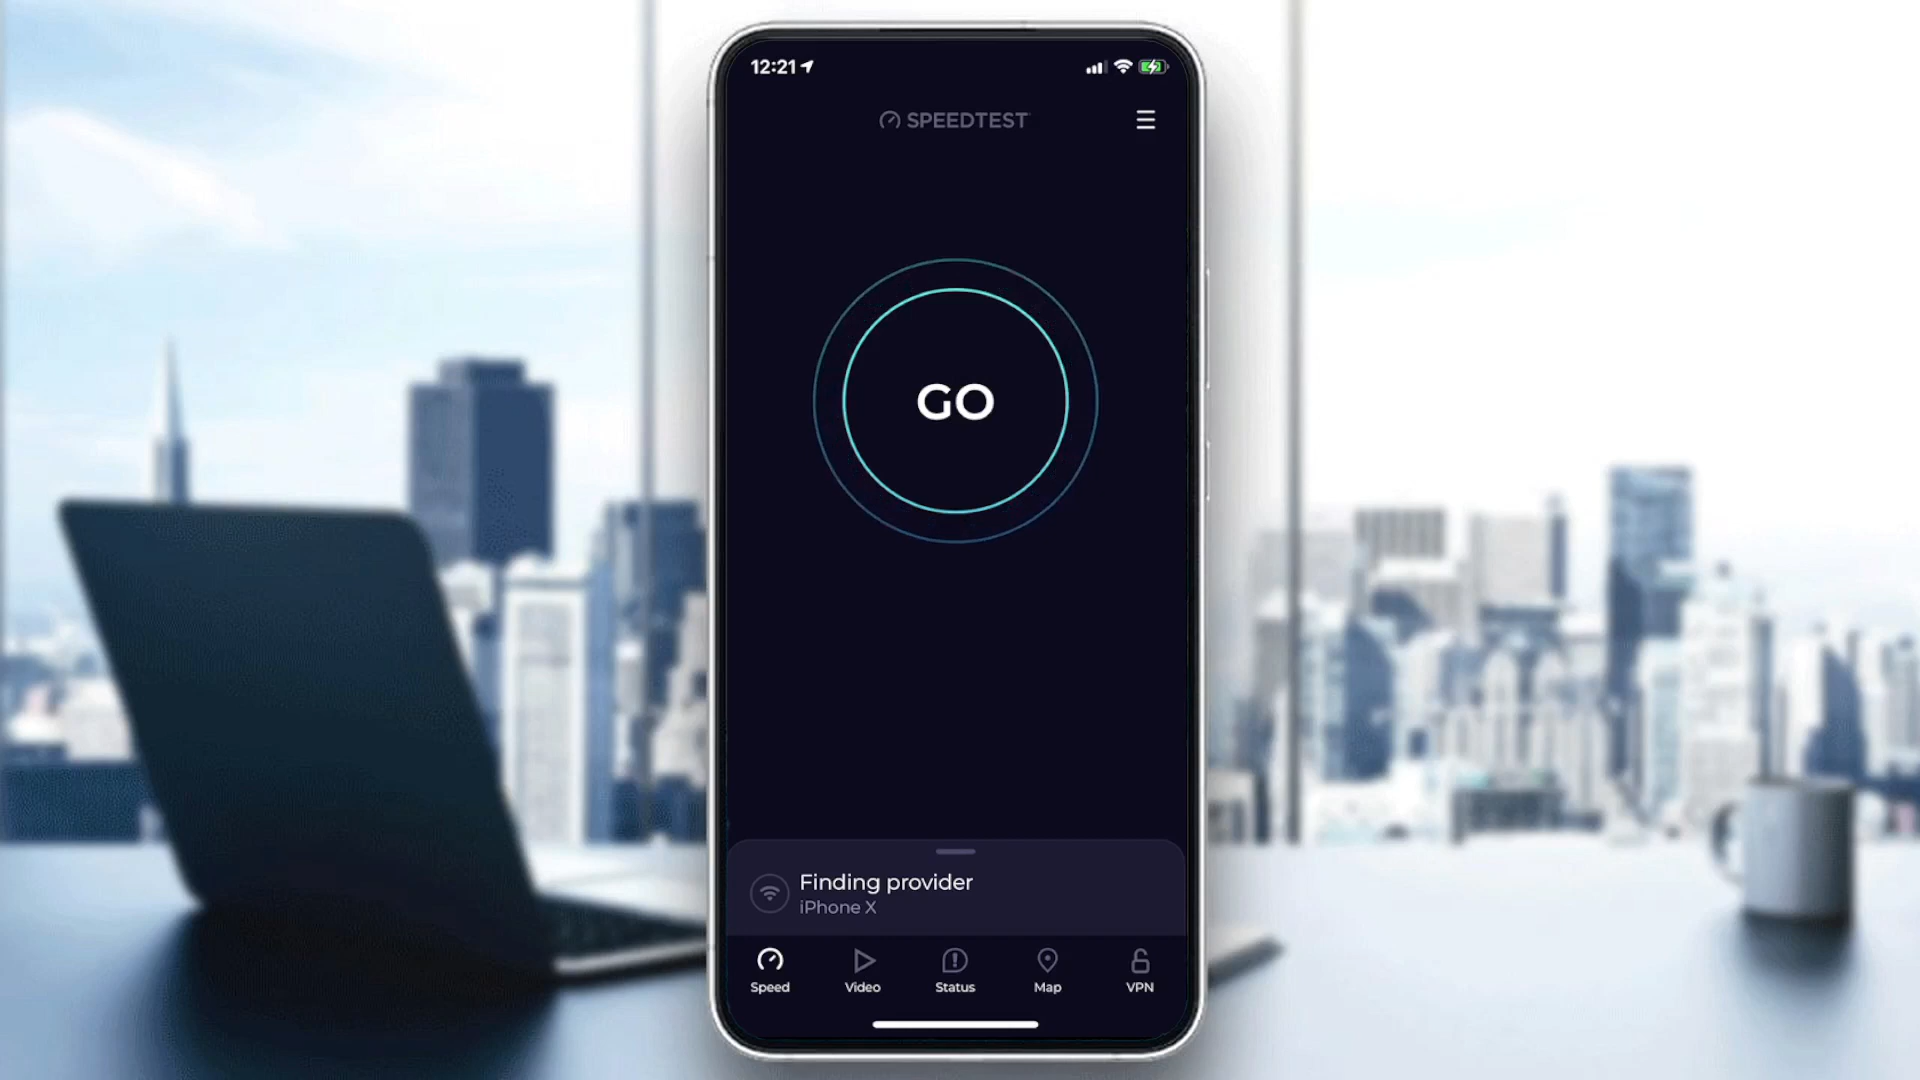 12:21
SPEEDTEST
GO
Finding provider
iPhone X
Speed
Video
Status
Map
VPN